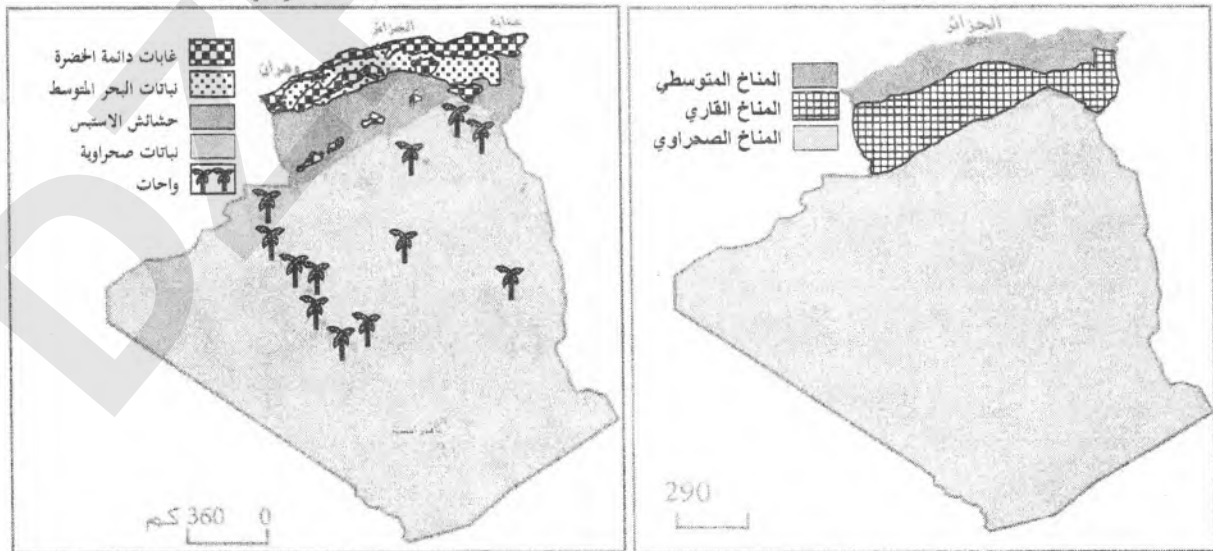 الجزائر
عنابة
وهران
غابات دائمة الخضرة
نباتات البحر المتوسط
حشائش الاستبس
نباتات صحراوية
واحات
360 كم 0
الجزائر
المناخ المتوسطي
المناخ القاري
المناخ الصحراوي
290